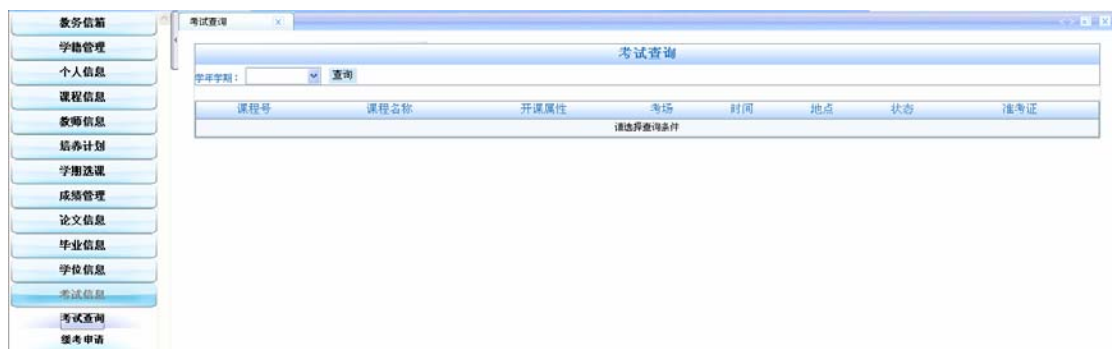 教务信箱
学籍管理
个人信息
课程信息
教师信息
培养计划
学期选课
成绩管理
论文信息
毕业信息
学位信息
考试信息
考试查询
缓考申请
考试查询
考试查询
学年学期： 查询
课程号 课程名称 开课属性 考场 时间 地点 状态 准考证
请选择查询条件